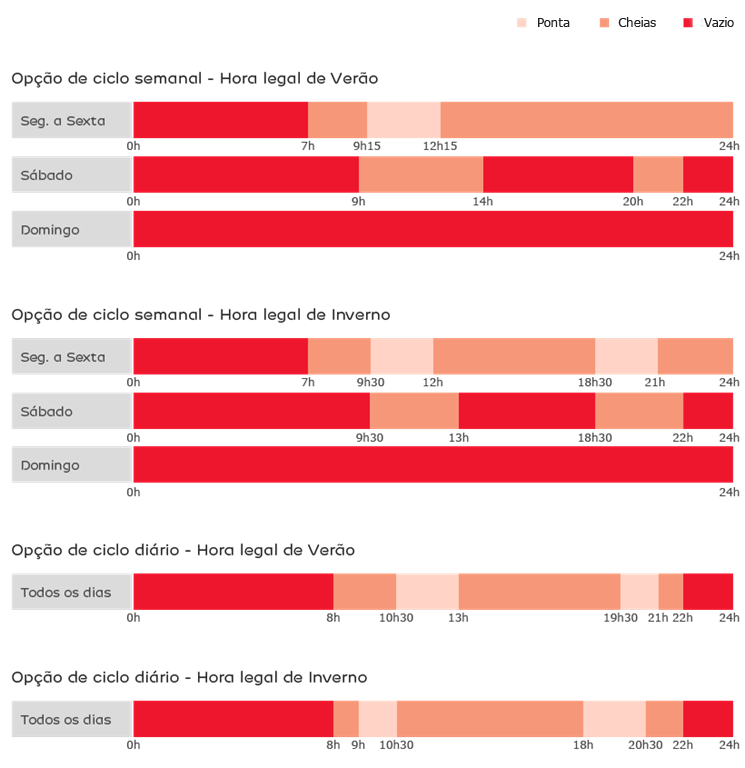 Ponta Cheias Vazio
Opção de ciclo semanal - Hora legal de Verão
Seg. a Sexta
0h 7h 9h15 12h15 24h
Sábado
0h 9h 14h 20h 22h 24h
Domingo
0h 24h
Opção de ciclo semanal - Hora legal de Inverno
Seg. a Sexta
0h 7h 9h30 12h 18h30 21h 24h
Sábado
0h 9h30 13h 18h30 22h 24h
Domingo
0h 24h
Opção de ciclo diário - Hora legal de Verão
Todos os dias
0h 8h 10h30 13h 19h30 21h 22h 24h
Opção de ciclo diário - Hora legal de Inverno
Todos os dias
0h 8h 9h 10h30 18h 20h30 22h 24h